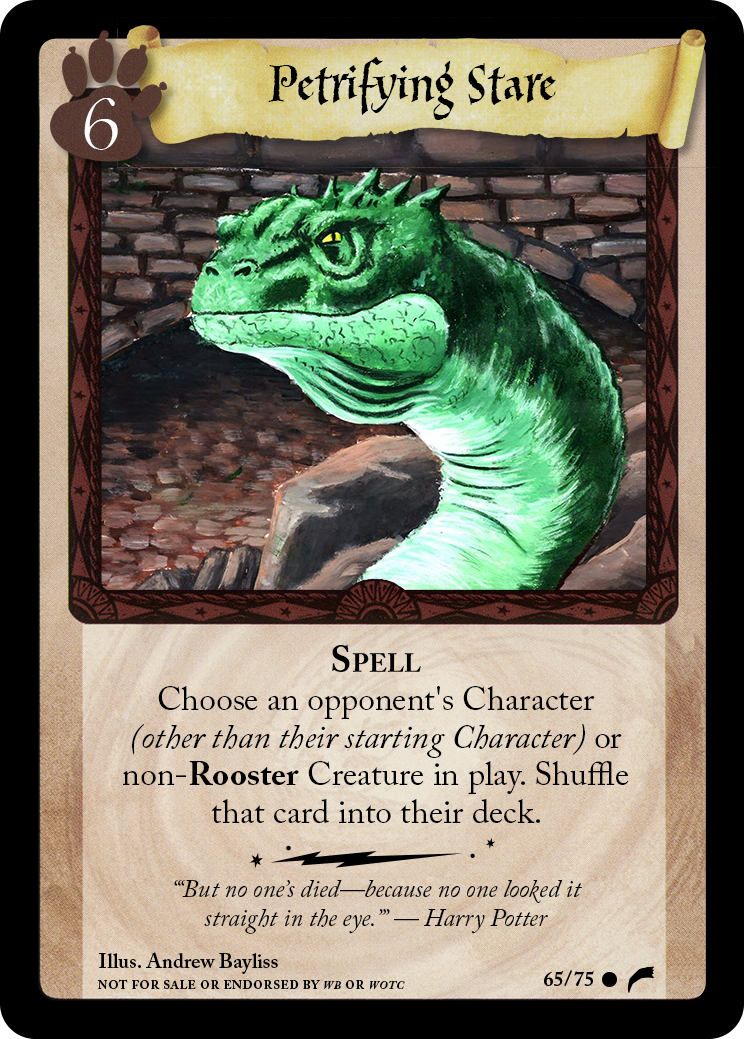 6
Petrifying Stare
SPELL
Choose an opponent's Character
(other than their starting Character) or
non-Rooster Creature in play. Shuffle
that card into their deck.
“‘But no one’s died—because no one looked it
straight in the eye.’” — Harry Potter
Illus. Andrew Bayliss
NOT FOR SALE OR ENDORSED BY WB OR WOTC
65/75